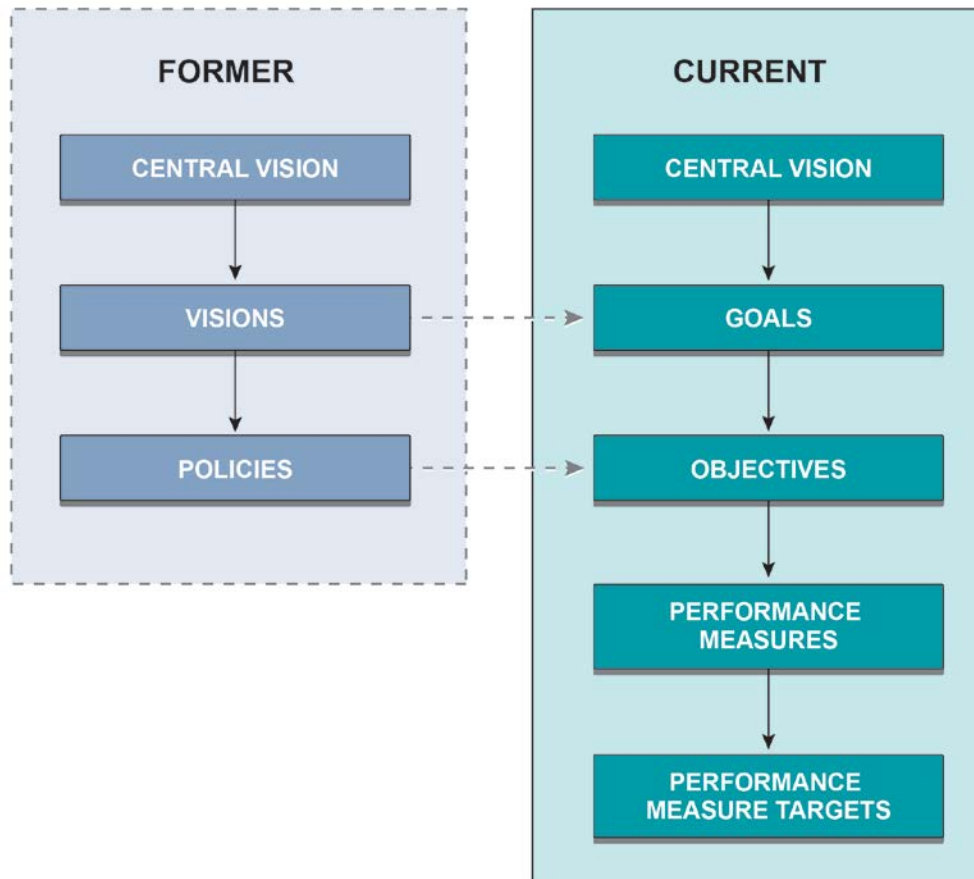 FORMER
CENTRAL VISION
VISIONS
POLICIES
CURRENT
CENTRAL VISION
GOALS
OBJECTIVES
PERFORMANCE
MEASURES
PERFORMANCE
MEASURE TARGETS